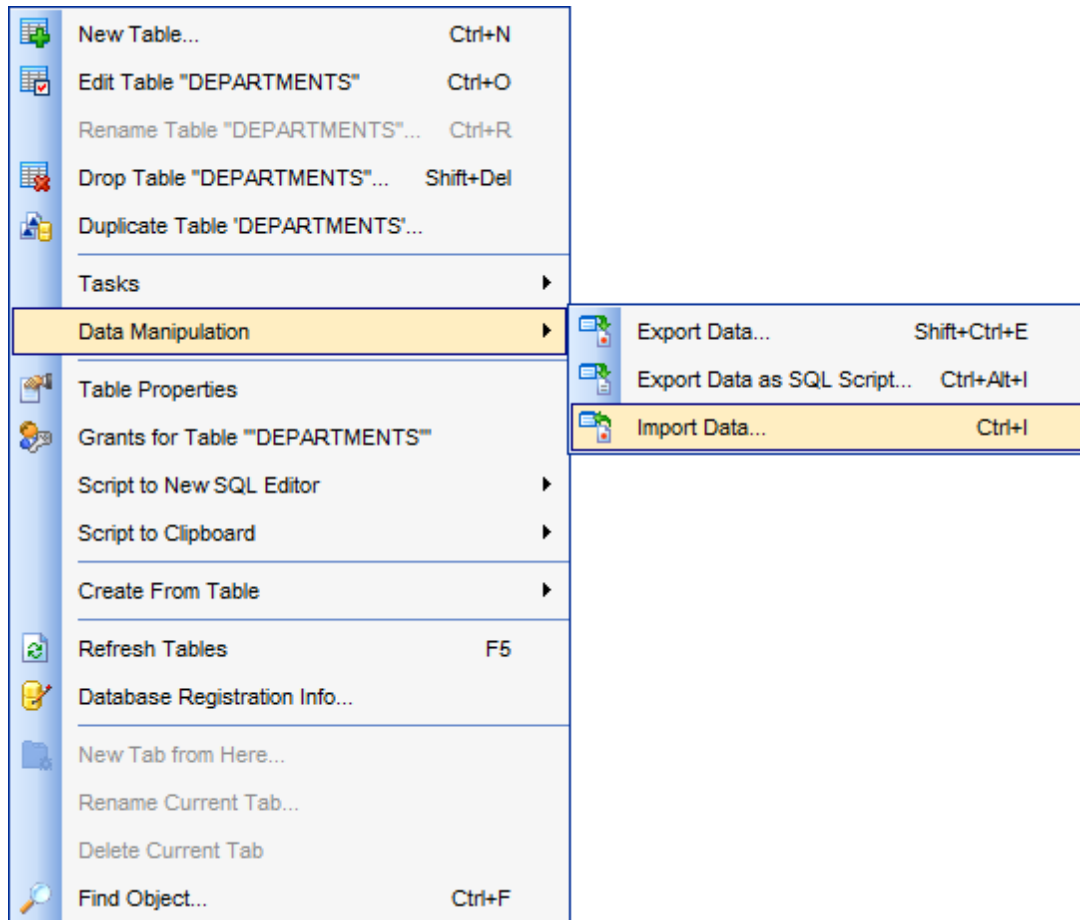 New Table... Ctrl+N
Edit Table "DEPARTMENTS" Ctrl+O
Rename Table "DEPARTMENTS"... Ctrl+R
Drop Table "DEPARTMENTS"... Shift+Del
Duplicate Table 'DEPARTMENTS'...
Tasks
Data Manipulation
Export Data... Shift+Ctrl+E
Export Data as SQL Script... Ctrl+Alt+I
Import Data... Ctrl+I
Table Properties
Grants for Table '"DEPARTMENTS"'
Script to New SQL Editor
Script to Clipboard
Create From Table
Refresh Tables F5
Database Registration Info...
New Tab from Here...
Rename Current Tab...
Delete Current Tab
Find Object... Ctrl+F